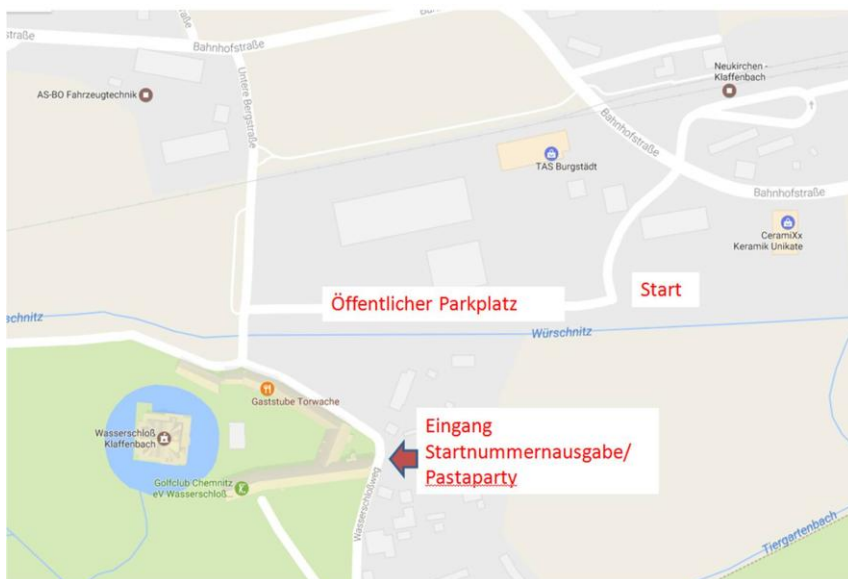 straße
Bahnhofstraße
AS-BO Fahrzeugtechnik
Untere Bergstraße
Neukirchen -
Klaffenbach
TAS Burgstädt
Bahnhofstraße
Bahnhofstraße
CeramiXx
Keramik Unikate
Öffentlicher Parkplatz
Start
achnitz
Würschnitz
Gaststube Torwache
Wasserschloß
Klaffenbach
Eingang
Startnummernausgabe/
Pastaparty
Golfclub Chemnitz
eV Wasserschloß...
Wasserschloßweg
Tiergartenbach